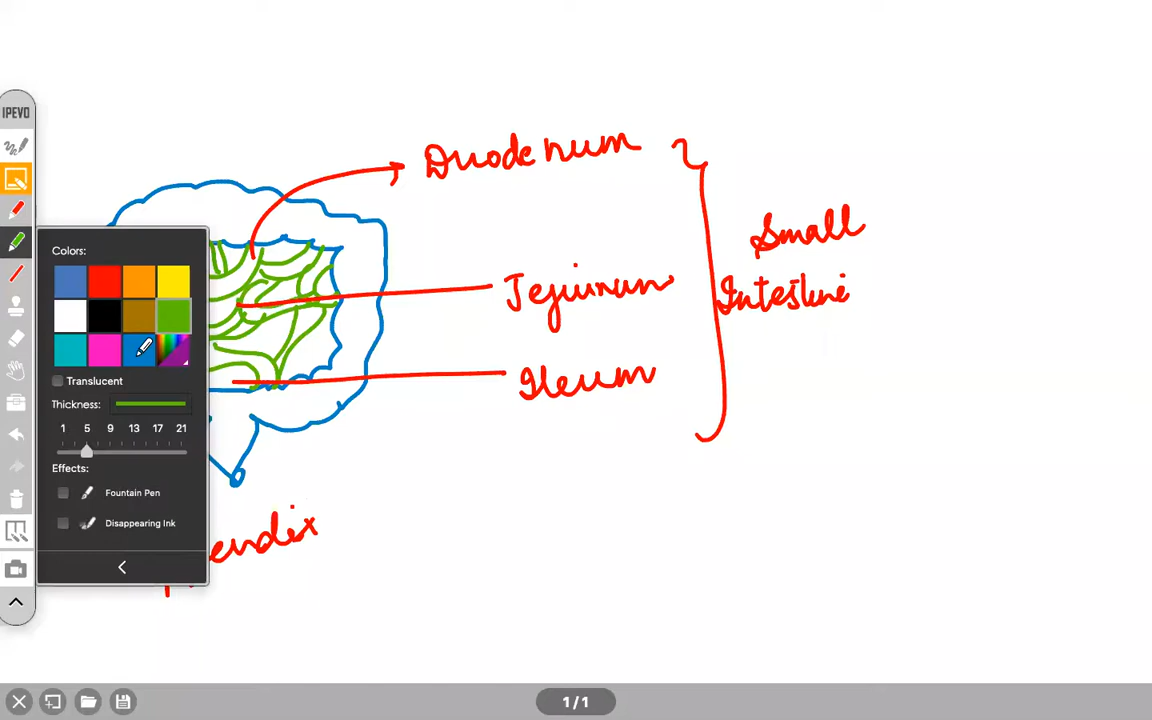 IPEVO
Duodenum
Small
Intestine
Jejunum
Ileum
Colors:
Translucent
Thickness:
1 5 9 13 17 21
Effects:
Fountain Pen
Disappearing Ink
endix
1/1